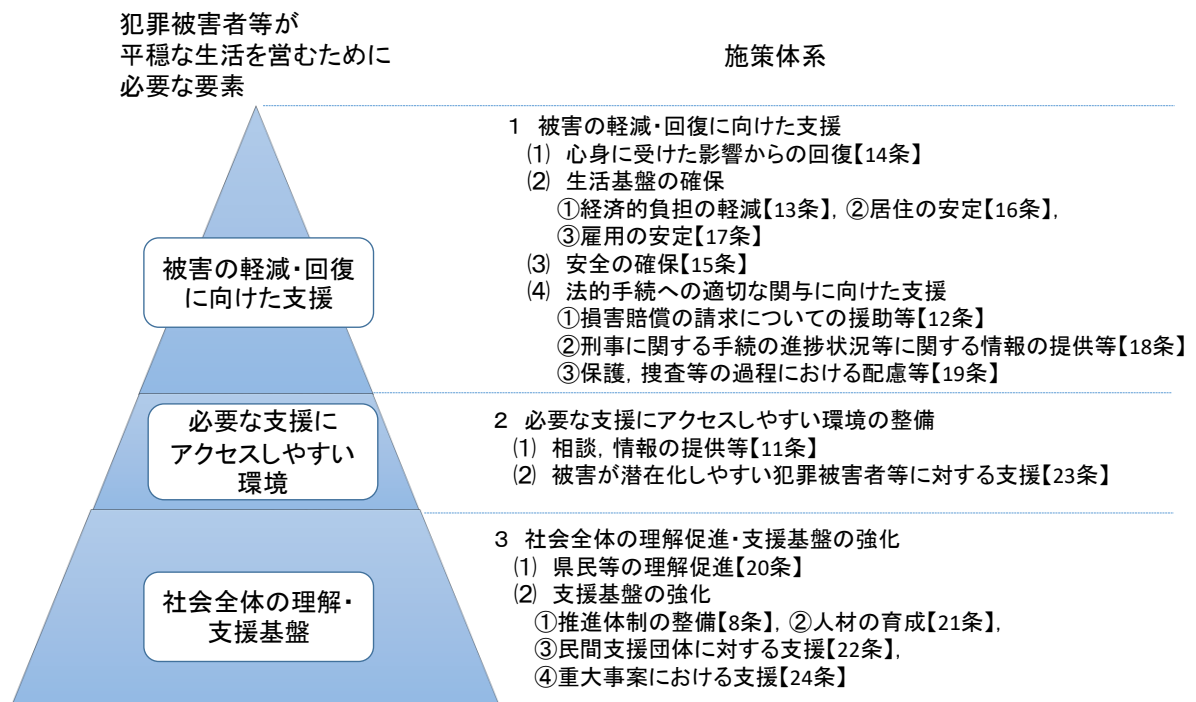 犯罪被害者等が
平穏な生活を営むために
必要な要素
施策体系
被害の軽減・回復
に向けた支援
必要な支援に
アクセスしやすい
環境
社会全体の理解・
支援基盤
1 被害の軽減・回復に向けた支援
⑴ 心身に受けた影響からの回復【14条】
⑵ 生活基盤の確保
①経済的負担の軽減【13条】, ②居住の安定【16条】,
③雇用の安定【17条】
⑶ 安全の確保【15条】
⑷ 法的手続への適切な関与に向けた支援
①損害賠償の請求についての援助等【12条】
②刑事に関する手続の進捗状況等に関する情報の提供等【18条】
③保護, 捜査等の過程における配慮等【19条】
2 必要な支援にアクセスしやすい環境の整備
⑴ 相談, 情報の提供等【11条】
⑵ 被害が潜在化しやすい犯罪被害者等に対する支援【23条】
3 社会全体の理解促進・支援基盤の強化
⑴ 県民等の理解促進【20条】
⑵ 支援基盤の強化
①推進体制の整備【8条】, ②人材の育成【21条】,
③民間支援団体に対する支援【22条】,
④重大事案における支援【24条】